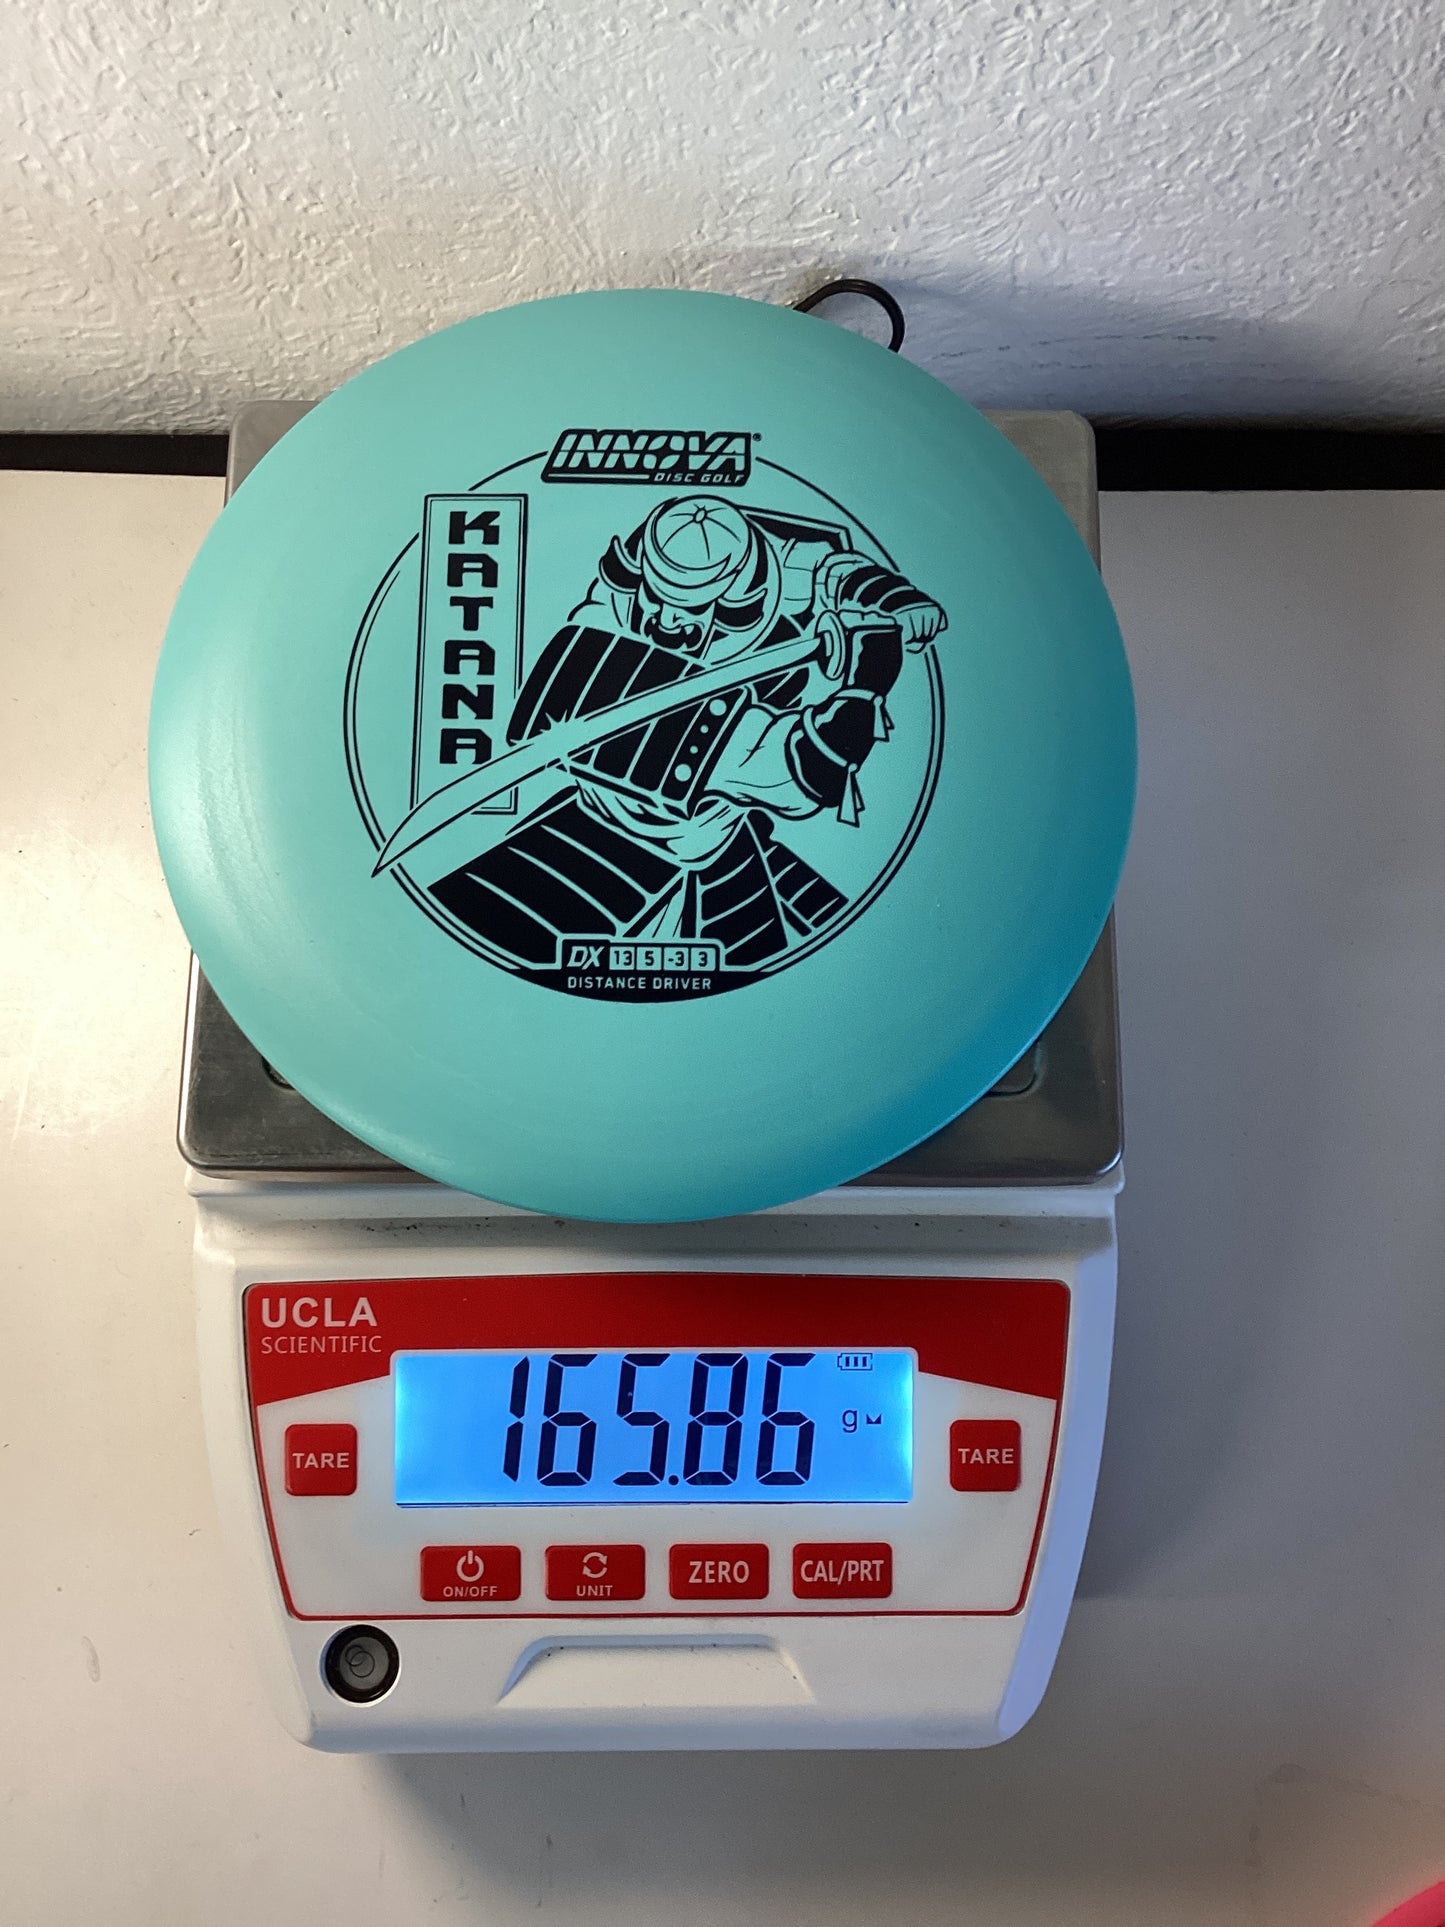 INNOVA®
DISC GOLF
KATANA
DX 13 5 -3 3
DISTANCE DRIVER
UCLA
SCIENTIFIC
165.86 g
TARE
TARE
ON/OFF
UNIT
ZERO
CAL/PRT